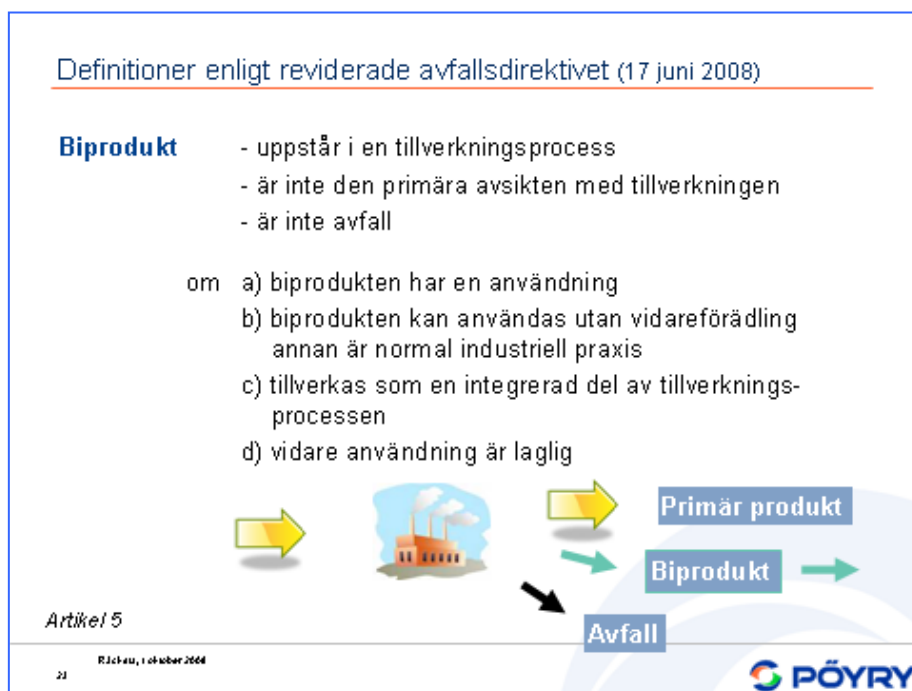 Definitioner enligt reviderade avfallsdirektivet (17 juni 2008)
Biprodukt - uppstår i en tillverkningsprocess
- är inte den primära avsikten med tillverkningen
- är inte avfall
om a) biprodukten har en användning
b) biprodukten kan användas utan vidareförädling
annan är normal industriell praxis
c) tillverkas som en integrerad del av tillverknings-
processen
d) vidare användning är laglig
Primär produkt
Biprodukt
Avfall
Artikel 5
oktober
PÖYRY